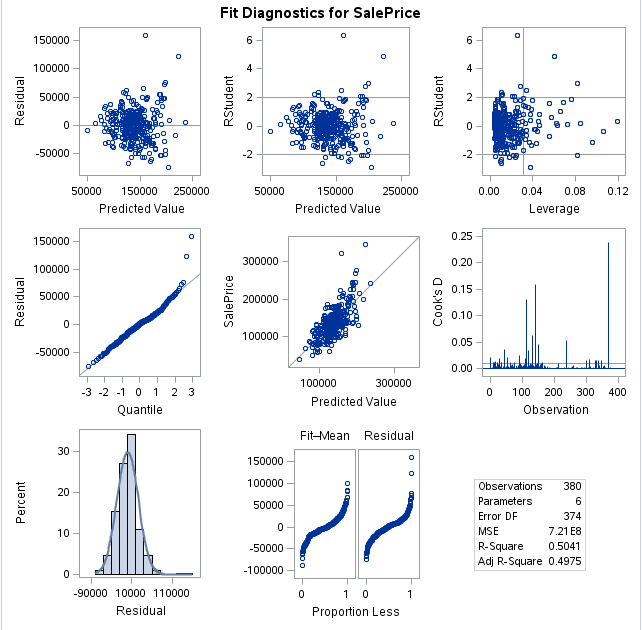 Fit Diagnostics for SalePrice
Residual
150000
100000
50000
0
-50000
50000 150000 250000
Predicted Value
RStudent
6
4
2
0
-2
50000 150000 250000
Predicted Value
RStudent
6
4
2
0
-2
0.00 0.04 0.08 0.12
Leverage
Residual
150000
100000
50000
0
-50000
-3 -2 -1 0 1 2 3
Quantile
SalePrice
300000
200000
100000
100000 300000
Predicted Value
Cook's D
0.25
0.20
0.15
0.10
0.05
0.00
0 100 200 300 400
Observation
Percent
30
20
10
0
-90000 10000 110000
Residual
Fit–Mean Residual
150000
100000
50000
0
-50000
-100000
0 1 0 1
Proportion Less
Observations 380
Parameters 6
Error DF 374
MSE 7.21E8
R-Square 0.5041
Adj R-Square 0.4975